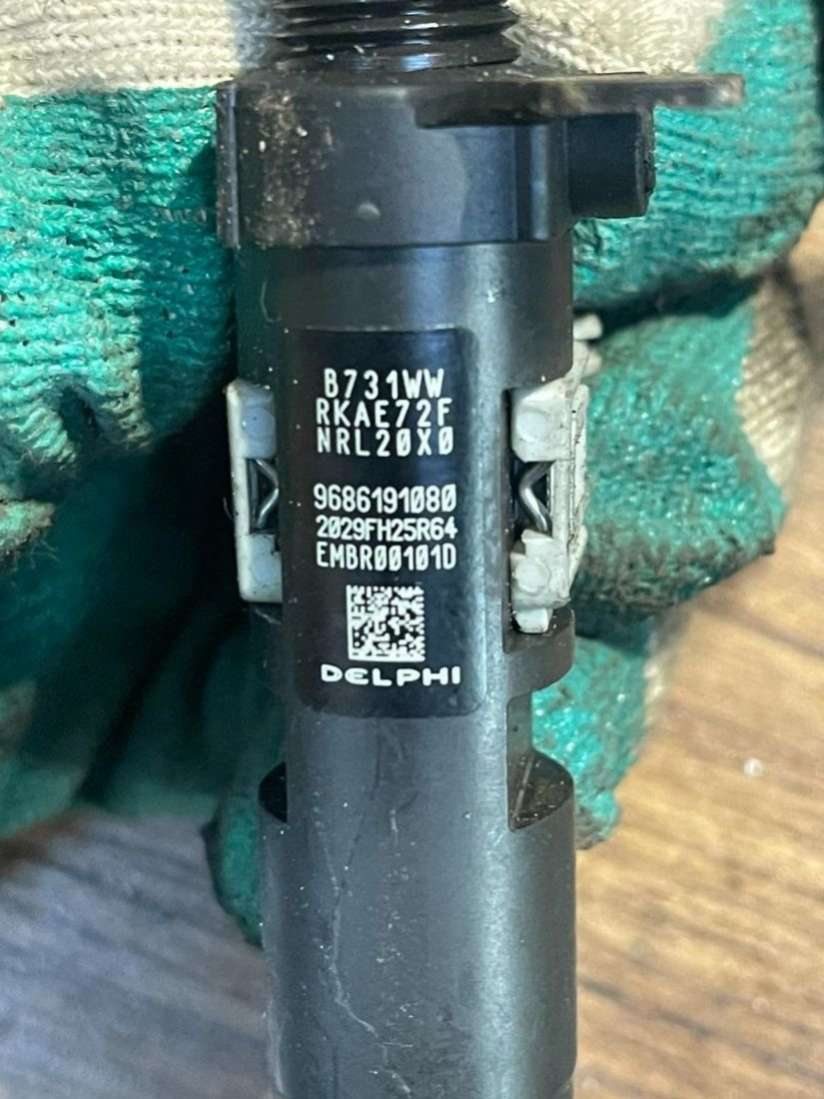 B731WW
RKAE72F
NRL20X0
9686191080
2029FH25R64
EMBR00101D
DELPHI